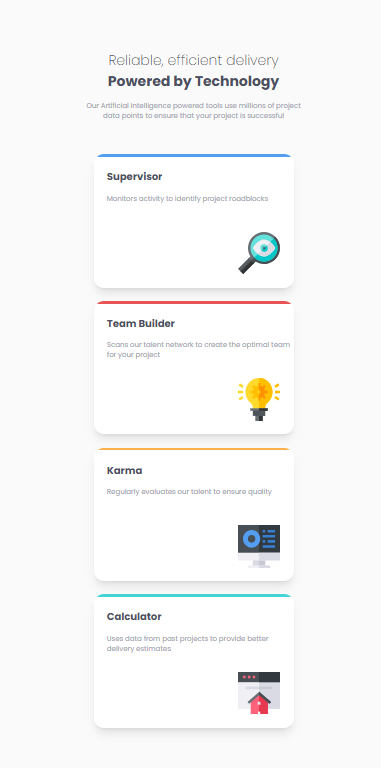 Reliable, efficient delivery
Powered by Technology
Our Artificial Intelligence powered tools use millions of project
data points to ensure that your project is successful
Supervisor
Monitors activity to identify project roadblocks
Team Builder
Scans our talent network to create the optimal team
for your project
Karma
Regularly evaluates our talent to ensure quality
Calculator
Uses data from past projects to provide better
delivery estimates